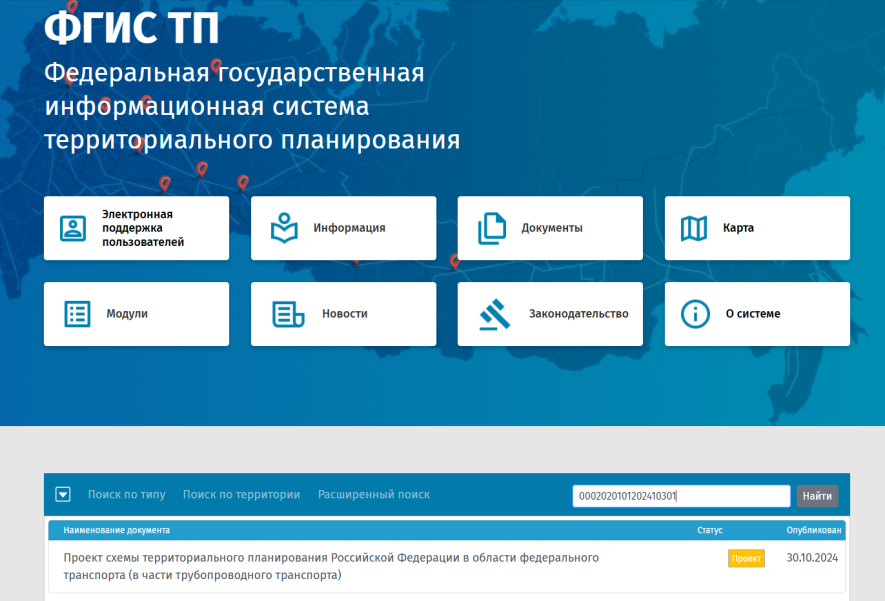 ФГИС ТП
Федеральная государственная
информационная система
территориального планирования
Электронная
поддержка
пользователей
Информация
Документы
Карта
Модули
Новости
Законодательство
О системе
Поиск по типу Поиск по территории Расширенный поиск 0002020101202410301 Найти
Наименование документа Статус Опубликован
Проект схемы территориального планирования Российской Федерации в области федерального
транспорта (в части трубопроводного транспорта) Проект 30.10.2024